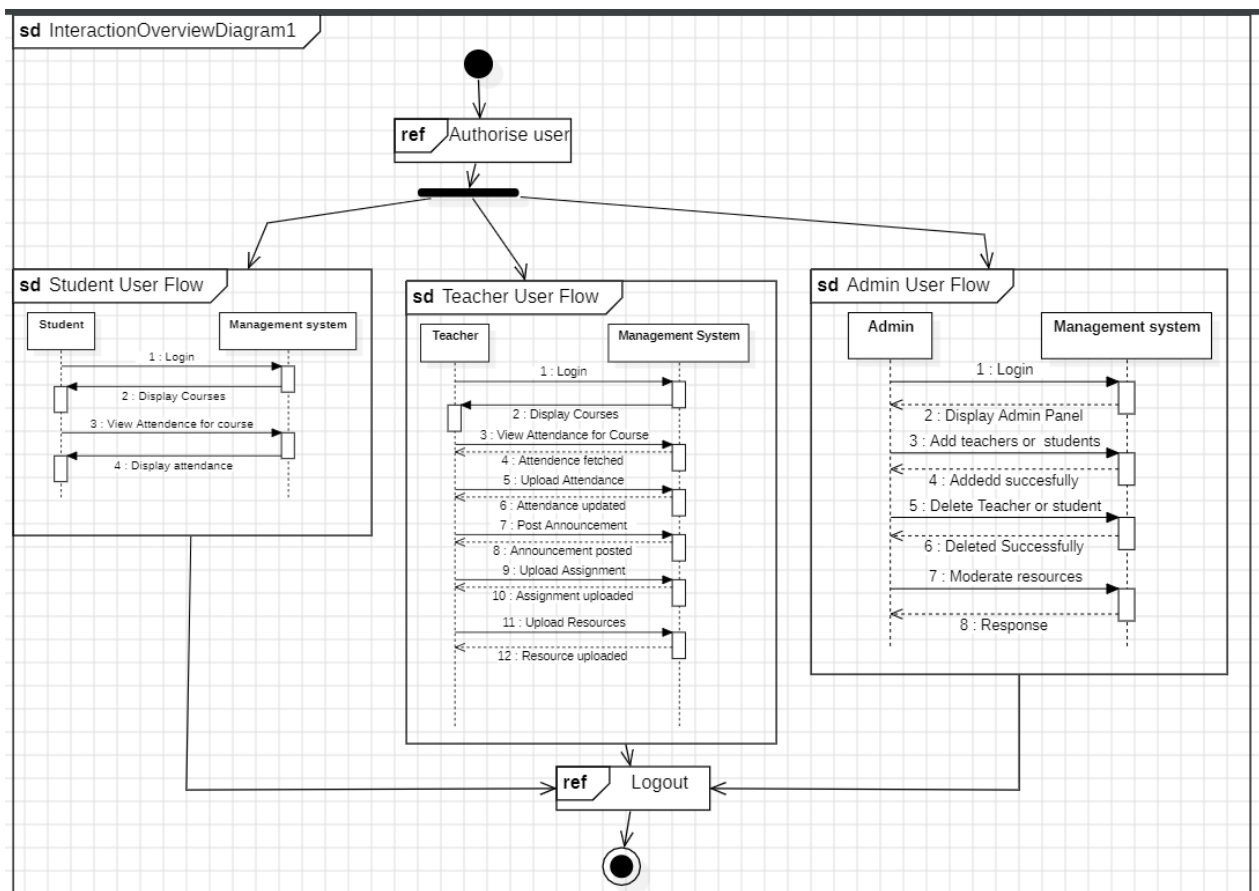 sd InteractionOverviewDiagram1
ref Authorise user
sd Student User Flow
Student
Management system
1 : Login
2 : Display Courses
3 : View Attendence for course
4 : Display attendance
sd Teacher User Flow
Teacher
Management System
1 : Login
2 : Display Courses
3 : View Attendance for Course
4 : Attendence fetched
5 : Upload Attendance
6 : Attendance updated
7 : Post Announcement
8 : Announcement posted
9 : Upload Assignment
10 : Assignment uploaded
11 : Upload Resources
12 : Resource uploaded
sd Admin User Flow
Admin
Management system
1 : Login
2 : Display Admin Panel
3 : Add teachers or students
4 : Addedd succesfully
5 : Delete Teacher or student
6 : Deleted Successfully
7 : Moderate resources
8 : Response
ref Logout